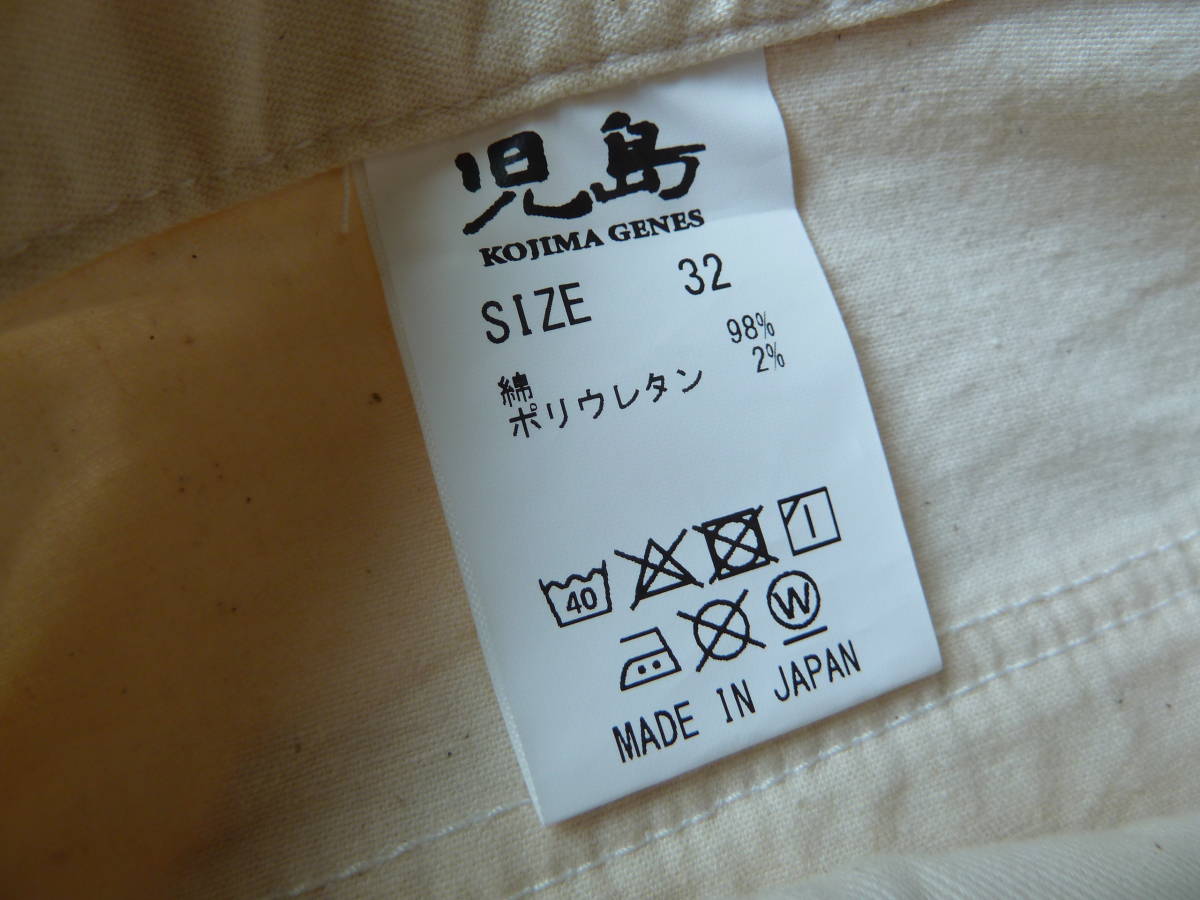 児島
KOJIMA GENES
SIZE 32
綿 98%
ポリウレタン 2%
40
W
MADE IN JAPAN